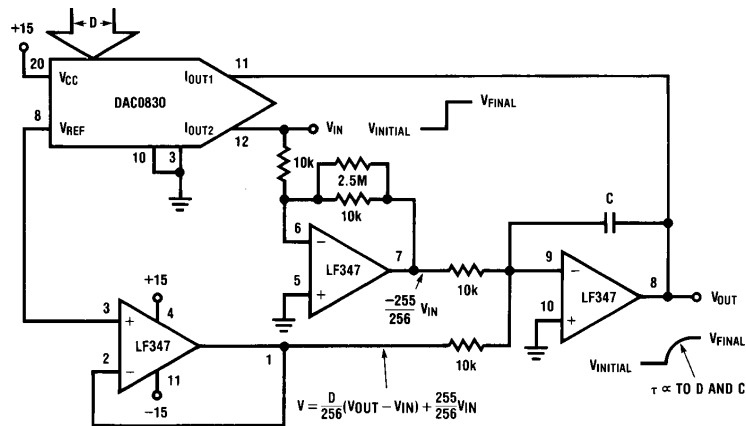 D
+15
20
VCC
IOUT1
11
DAC0830
8
VREF
IOUT2
12
VIN
VINITIAL
VFINAL
10
3
10k
2.5M
10k
C
6
−
7
LF347
5
+
10k
−255/256 VIN
9
−
8
VOUT
LF347
10
+
+15
3
+
4
LF347
1
2
−
11
−15
10k
VFINAL
VINITIAL
τ ∝ TO D AND C
V = D/256 (VOUT − VIN) + 255/256 VIN